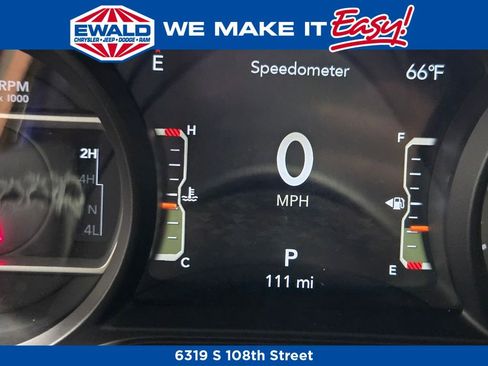 EWALD
CHRYSLER • JEEP • DODGE • RAM
WE MAKE IT Easy!
E
Speedometer
66°F
RPM
x 1000
2H
4H
N
4L
H
C
0
MPH
P
111 mi
F
E
6319 S 108th Street